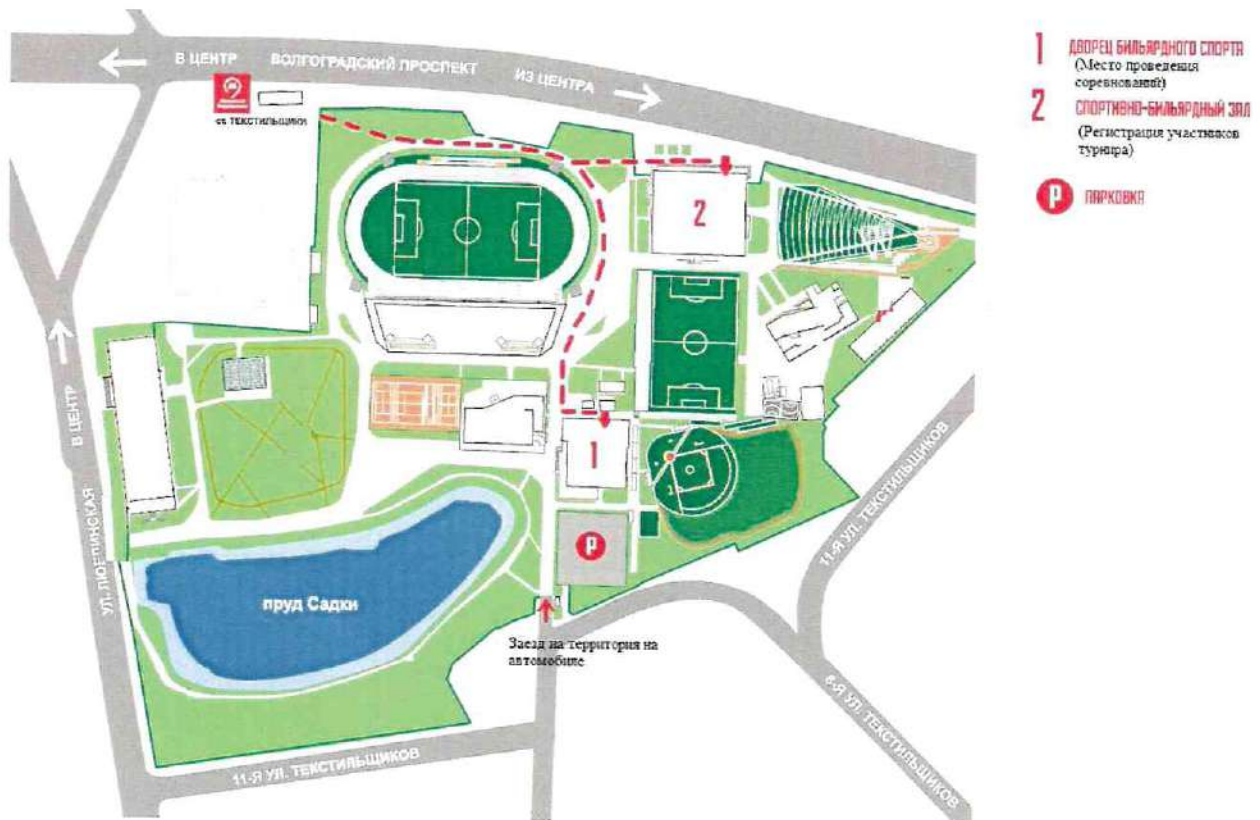 В ЦЕНТР
ВОЛГОГРАДСКИЙ ПРОСПЕКТ
ИЗ ЦЕНТРА
ст. ТЕКСТИЛЬЩИКИ
1
ДВОРЕЦ БИЛЬЯРДНОГО СПОРТА
(Место проведения
соревнований)
2
СПОРТИВНО-БИЛЬЯРДНЫЙ ЗАЛ
(Регистрация участников
турнира)
P
ПАРКОВКА
2
В ЦЕНТР
1
УЛ. ЛЮБЛИНСКАЯ
11-Я УЛ. ТЕКСТИЛЬЩИКОВ
P
пруд Садки
Заезд на территория на
автомобиле
8-Я УЛ. ТЕКСТИЛЬЩИКОВ
11-Я УЛ. ТЕКСТИЛЬЩИКОВ